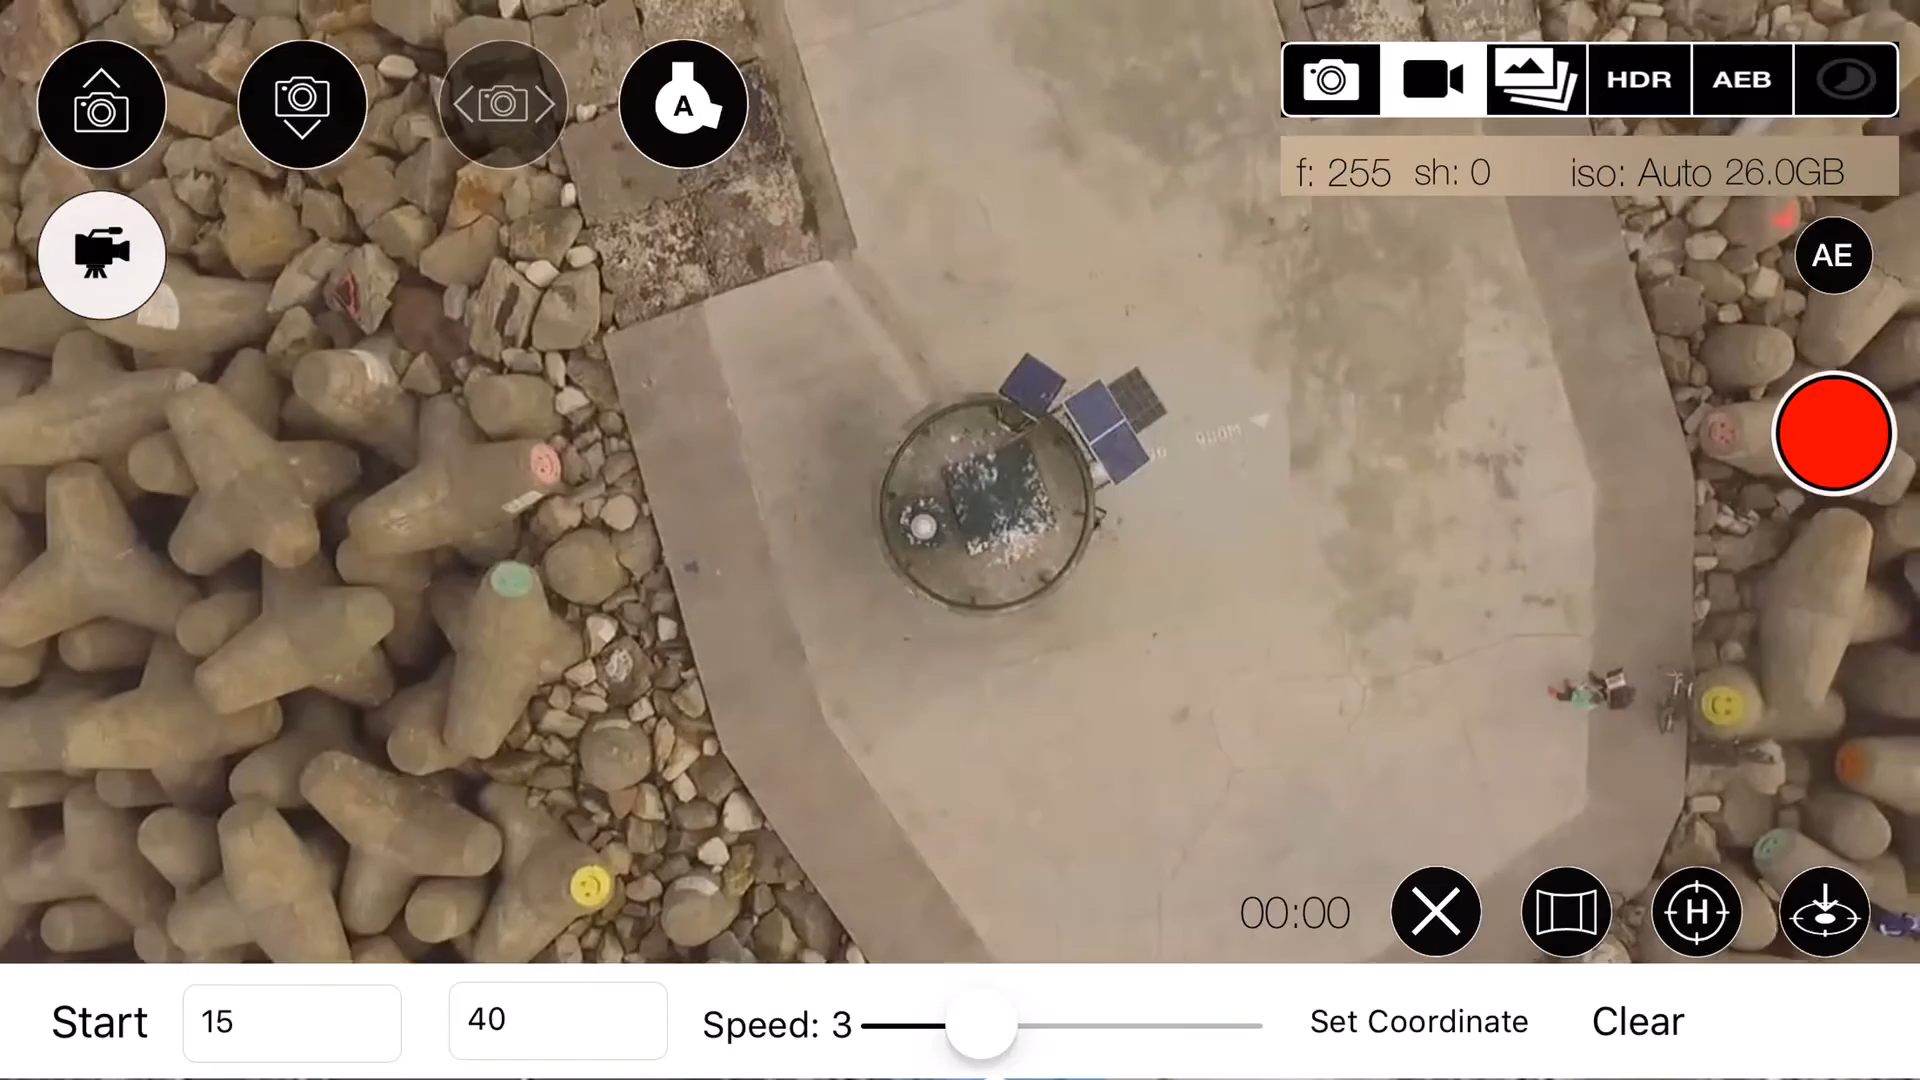 A
HDR AEB
f: 255 sh: 0 iso: Auto 26.0GB
AE
00:00
H
Start 15 40 Speed: 3 Set Coordinate Clear